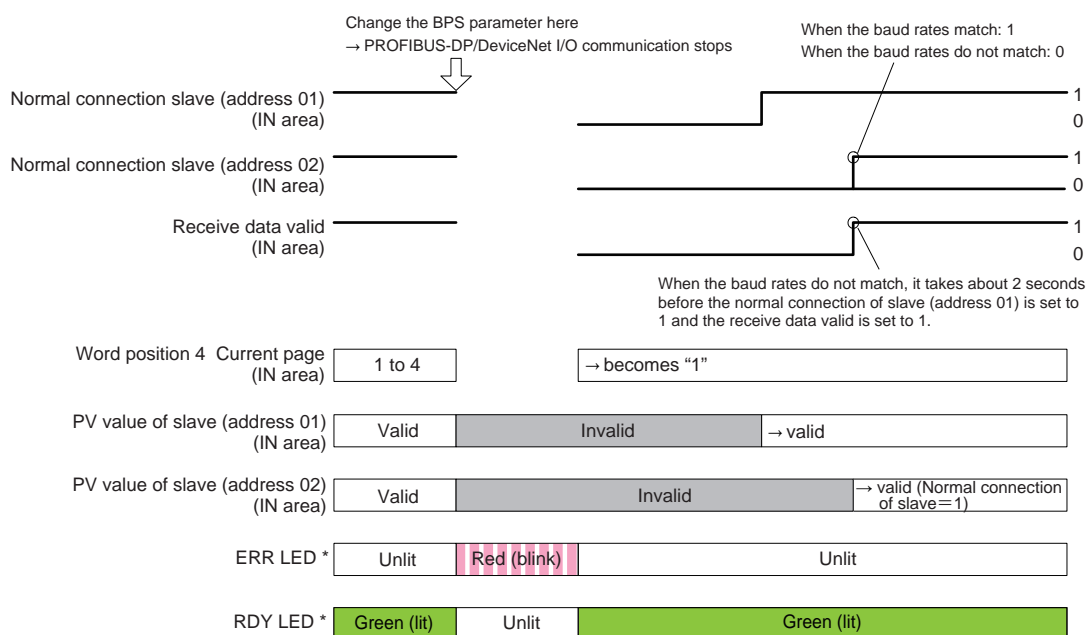 Change the BPS parameter here
→ PROFIBUS-DP/DeviceNet I/O communication stops
When the baud rates match: 1
When the baud rates do not match: 0
Normal connection slave (address 01)
(IN area)
1
0
Normal connection slave (address 02)
(IN area)
1
0
Receive data valid
(IN area)
1
0
When the baud rates do not match, it takes about 2 seconds
before the normal connection of slave (address 01) is set to
1 and the receive data valid is set to 1.
Word position 4 Current page
(IN area)
1 to 4
→ becomes “1”
PV value of slave (address 01)
(IN area)
Valid
Invalid
→ valid
PV value of slave (address 02)
(IN area)
Valid
Invalid
→ valid (Normal connection
of slave＝1)
ERR LED *
Unlit
Red (blink)
Unlit
RDY LED *
Green (lit)
Unlit
Green (lit)